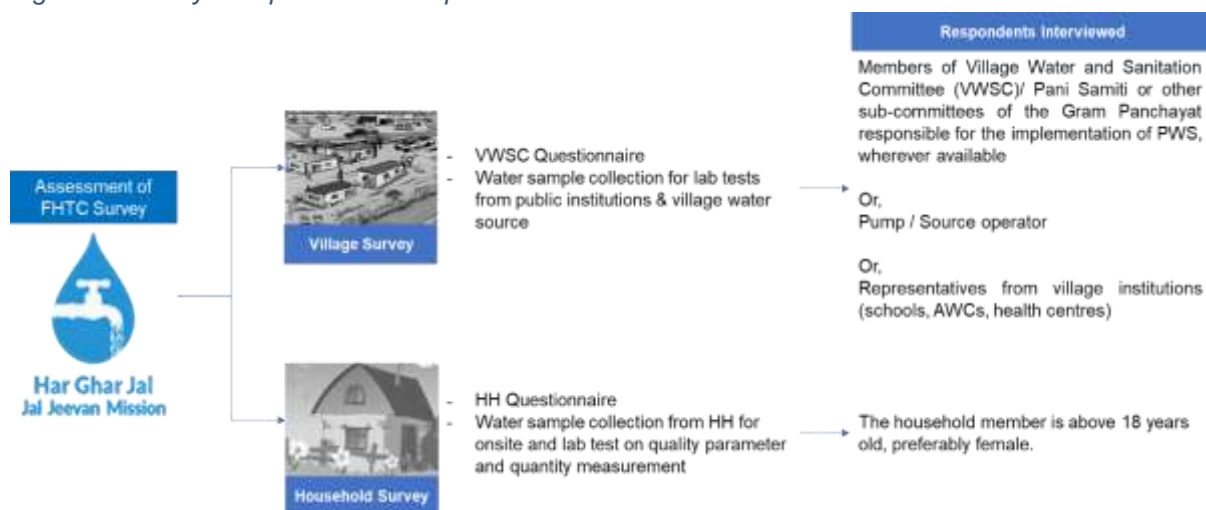 Assessment of
FHTC Survey
Har Ghar Jal
Jal Jeevan Mission
Village Survey
- VWSC Questionnaire
- Water sample collection for lab tests
from public institutions & village water
source
Respondents Interviewed
Members of Village Water and Sanitation
Committee (VWSC)/ Pani Samiti or other
sub-committees of the Gram Panchayat
responsible for the implementation of PWS,
wherever available
Or,
Pump / Source operator
Or,
Representatives from village institutions
(schools, AWCs, health centres)
Household Survey
- HH Questionnaire
- Water sample collection from HH for
onsite and lab test on quality parameter
and quantity measurement
The household member is above 18 years
old, preferably female.